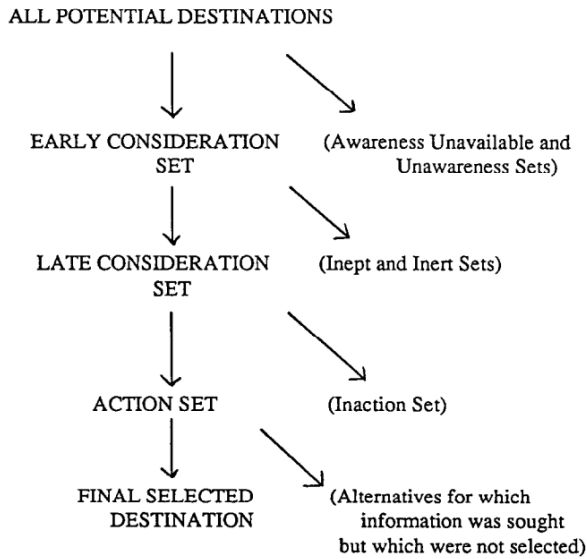 ALL POTENTIAL DESTINATIONS
EARLY CONSIDERATION
SET
(Awareness Unavailable and
Unawareness Sets)
LATE CONSIDERATION
SET
(Inept and Inert Sets)
ACTION SET
(Inaction Set)
FINAL SELECTED
DESTINATION
(Alternatives for which
information was sought
but which were not selected)